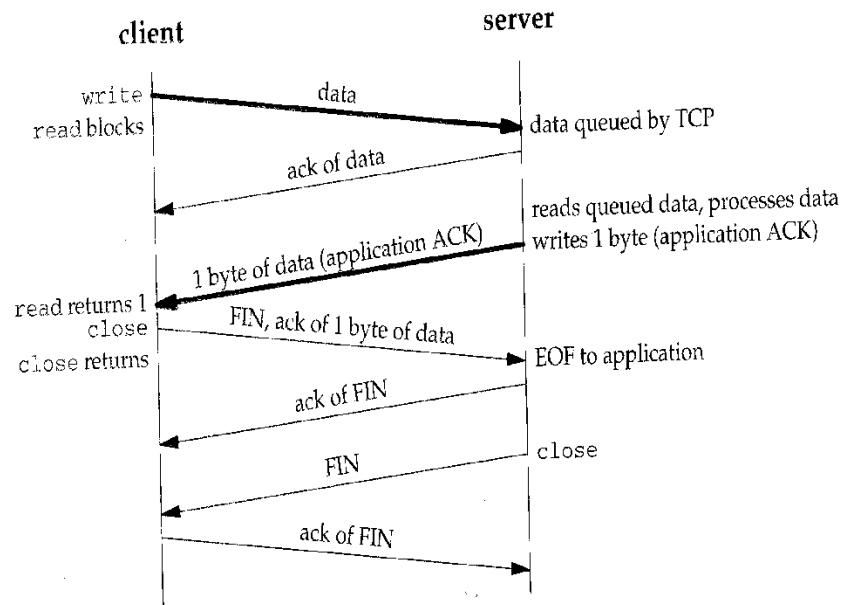 client
server
write
data
read blocks
data queued by TCP
ack of data
reads queued data, processes data
writes 1 byte (application ACK)
1 byte of data (application ACK)
read returns 1
close
FIN, ack of 1 byte of data
close returns
EOF to application
ack of FIN
close
FIN
ack of FIN